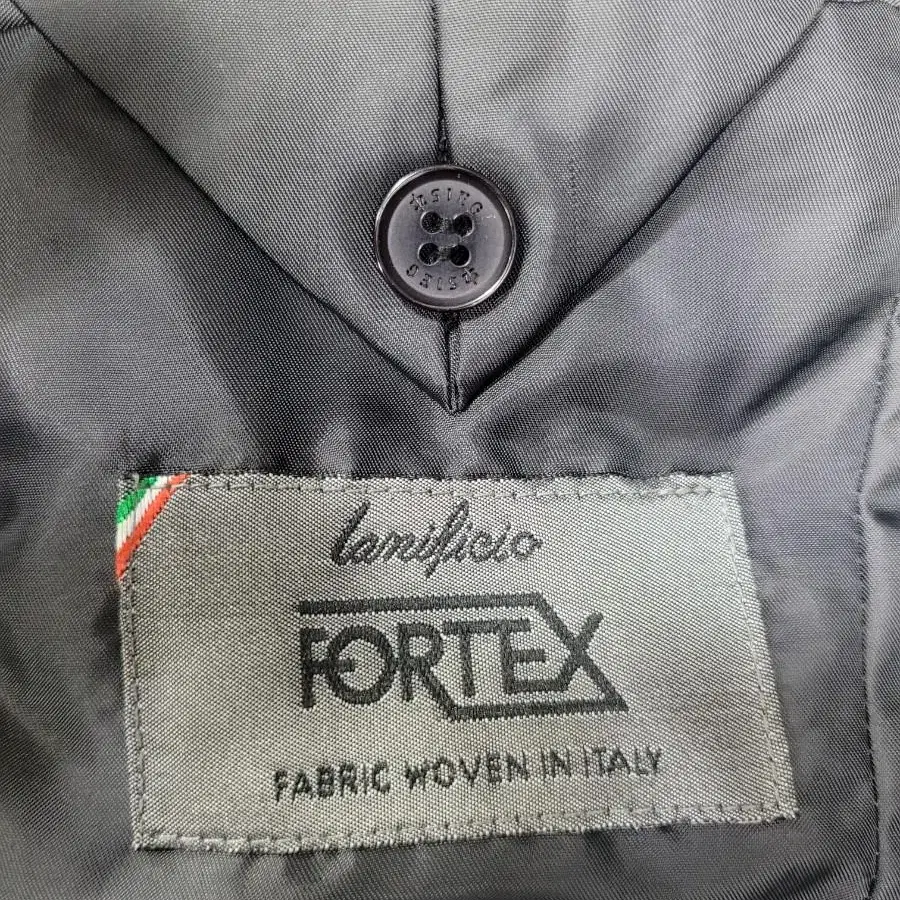 lanificio
FORTEX
FABRIC WOVEN IN ITALY